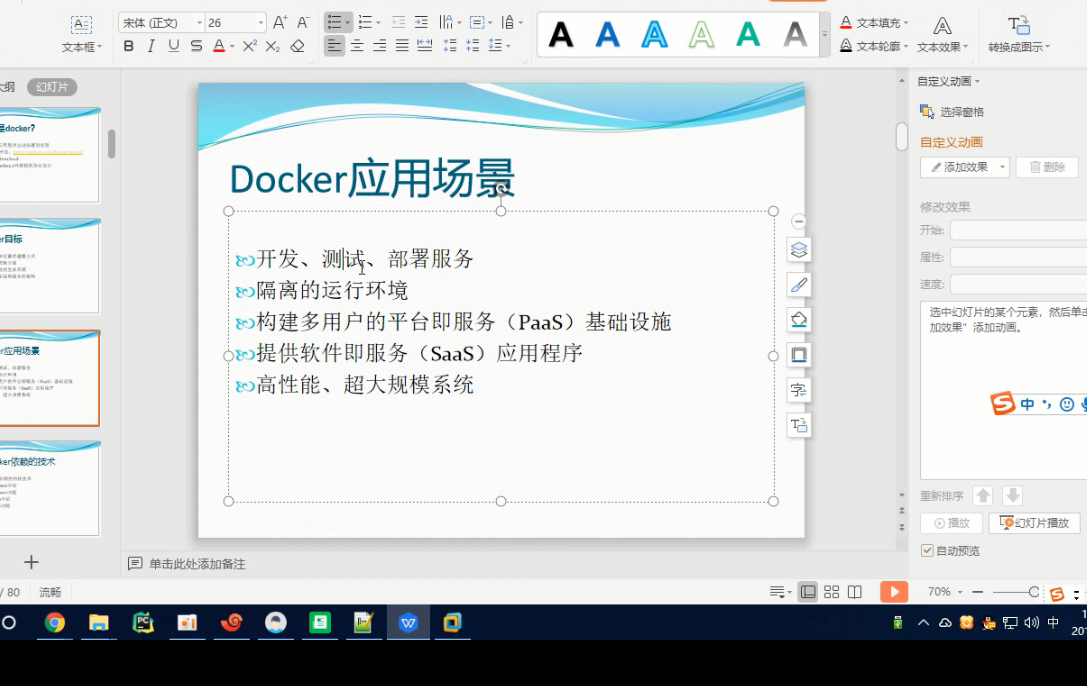 宋体 (正文) 26
文本框
文本填充
文本轮廓
文本效果
转换成图示
大纲 幻灯片
Docker应用场景
开发、测试、部署服务
隔离的运行环境
构建多用户的平台即服务（PaaS）基础设施
提供软件即服务（SaaS）应用程序
高性能、超大规模系统
是docker?
er目标
er应用场景
ker依赖的技术
自定义动画
选择窗格
自定义动画
添加效果 删除
修改效果
开始:
属性:
速度:
选中幻灯片的某个元素，然后单击
加效果”添加动画。
中
重新排序
播放 幻灯片播放
自动预览
单击此处添加备注
/ 80 流畅
70%
中